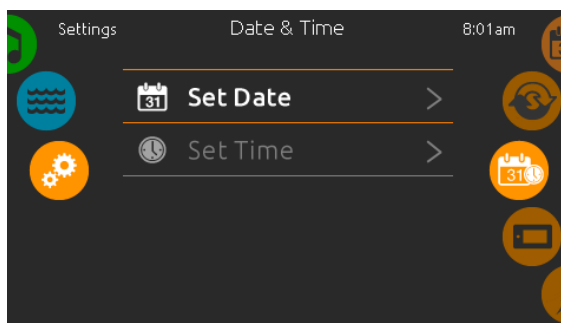 Settings
Date & Time
8:01am
31
Set Date
Set Time
S
31